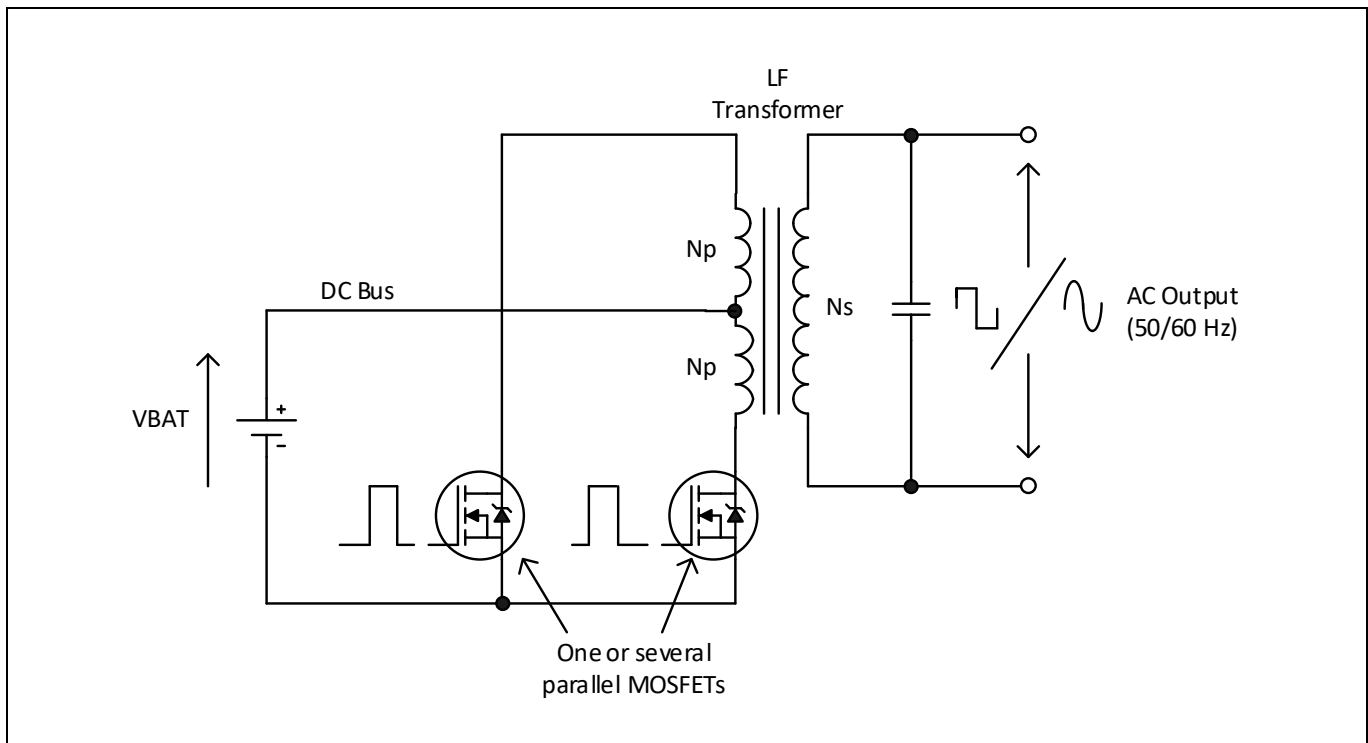 LF
Transformer
Np
DC Bus
Ns
AC Output
(50/60 Hz)
Np
VBAT
+
-
One or several
parallel MOSFETs